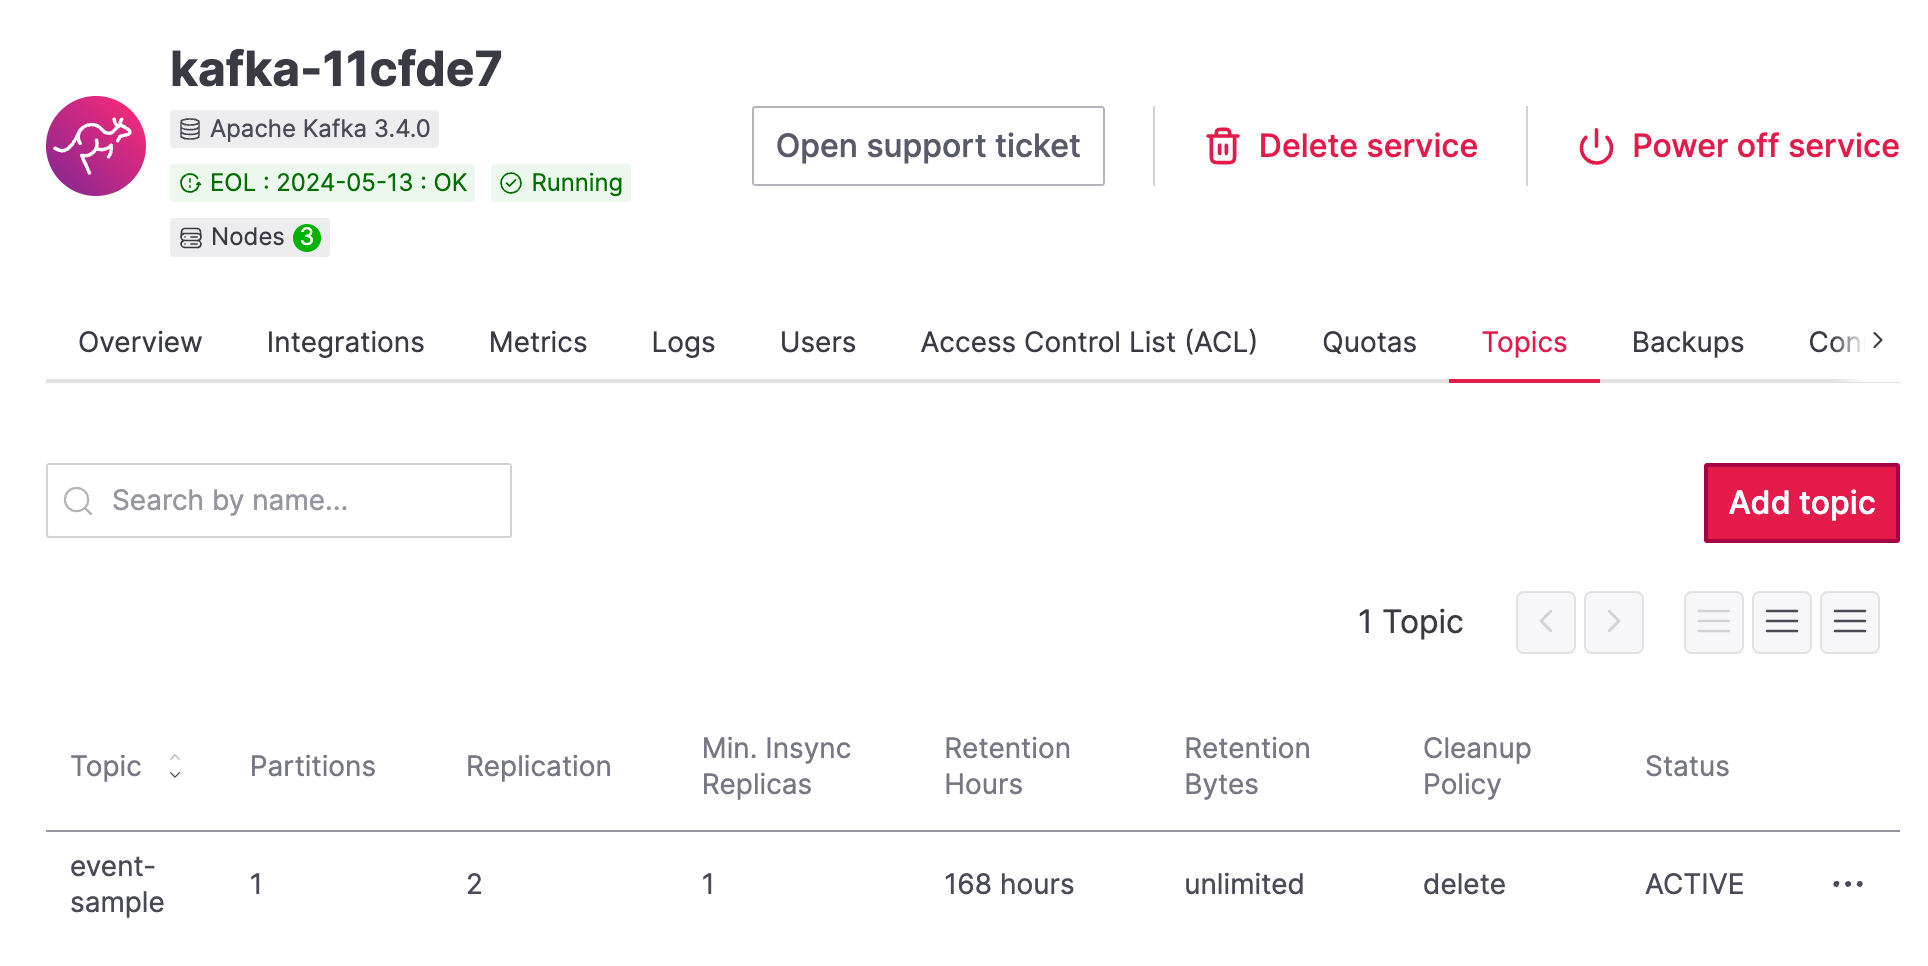 kafka-11cfde7
Apache Kafka 3.4.0
EOL : 2024-05-13 : OK
Running
Nodes 3
Open support ticket
Delete service
Power off service
Overview
Integrations
Metrics
Logs
Users
Access Control List (ACL)
Quotas
Topics
Backups
Con
Search by name...
Add topic
1 Topic
Topic
Partitions
Replication
Min. Insync
Replicas
Retention
Hours
Retention
Bytes
Cleanup
Policy
Status
event-
sample
1
2
1
168 hours
unlimited
delete
ACTIVE